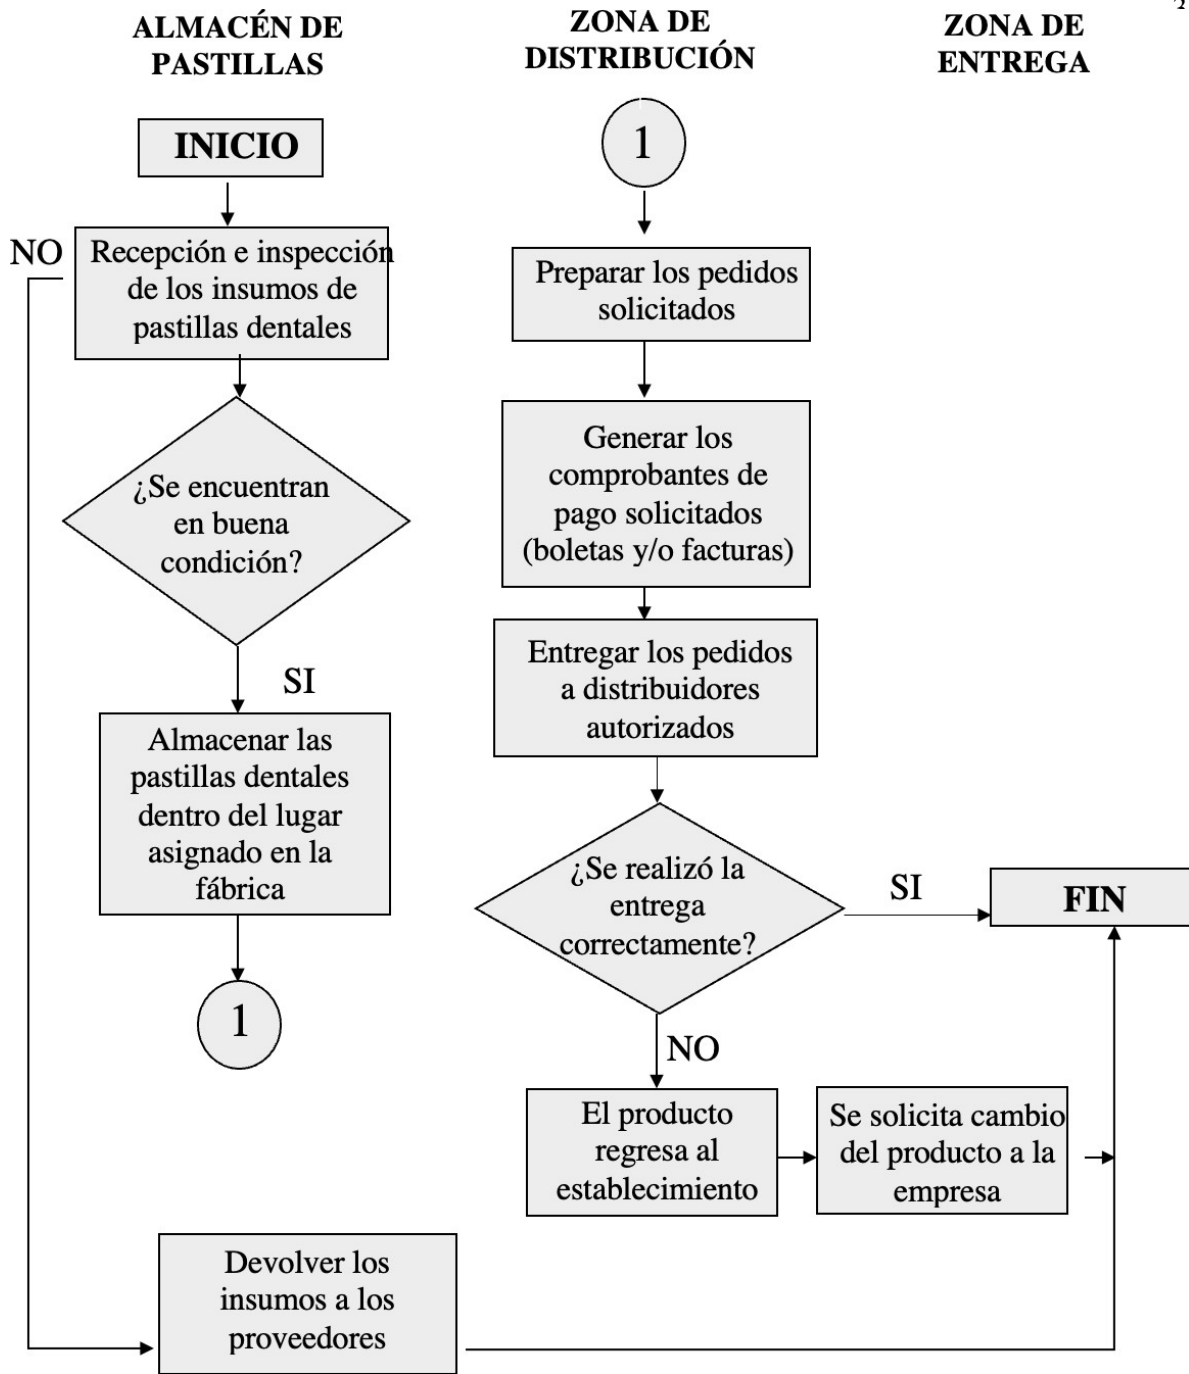 ALMACÉN DE
PASTILLAS
INICIO
NO
Recepción e inspección
de los insumos de
pastillas dentales
¿Se encuentran
en buena
condición?
SI
Almacenar las
pastillas dentales
dentro del lugar
asignado en la
fábrica
1
Devolver los
insumos a los
proveedores
ZONA DE
DISTRIBUCIÓN
1
Preparar los pedidos
solicitados
Generar los
comprobantes de
pago solicitados
(boletas y/o facturas)
Entregar los pedidos
a distribuidores
autorizados
¿Se realizó la
entrega
correctamente?
SI
NO
El producto
regresa al
establecimiento
Se solicita cambio
del producto a la
empresa
ZONA DE
ENTREGA
FIN